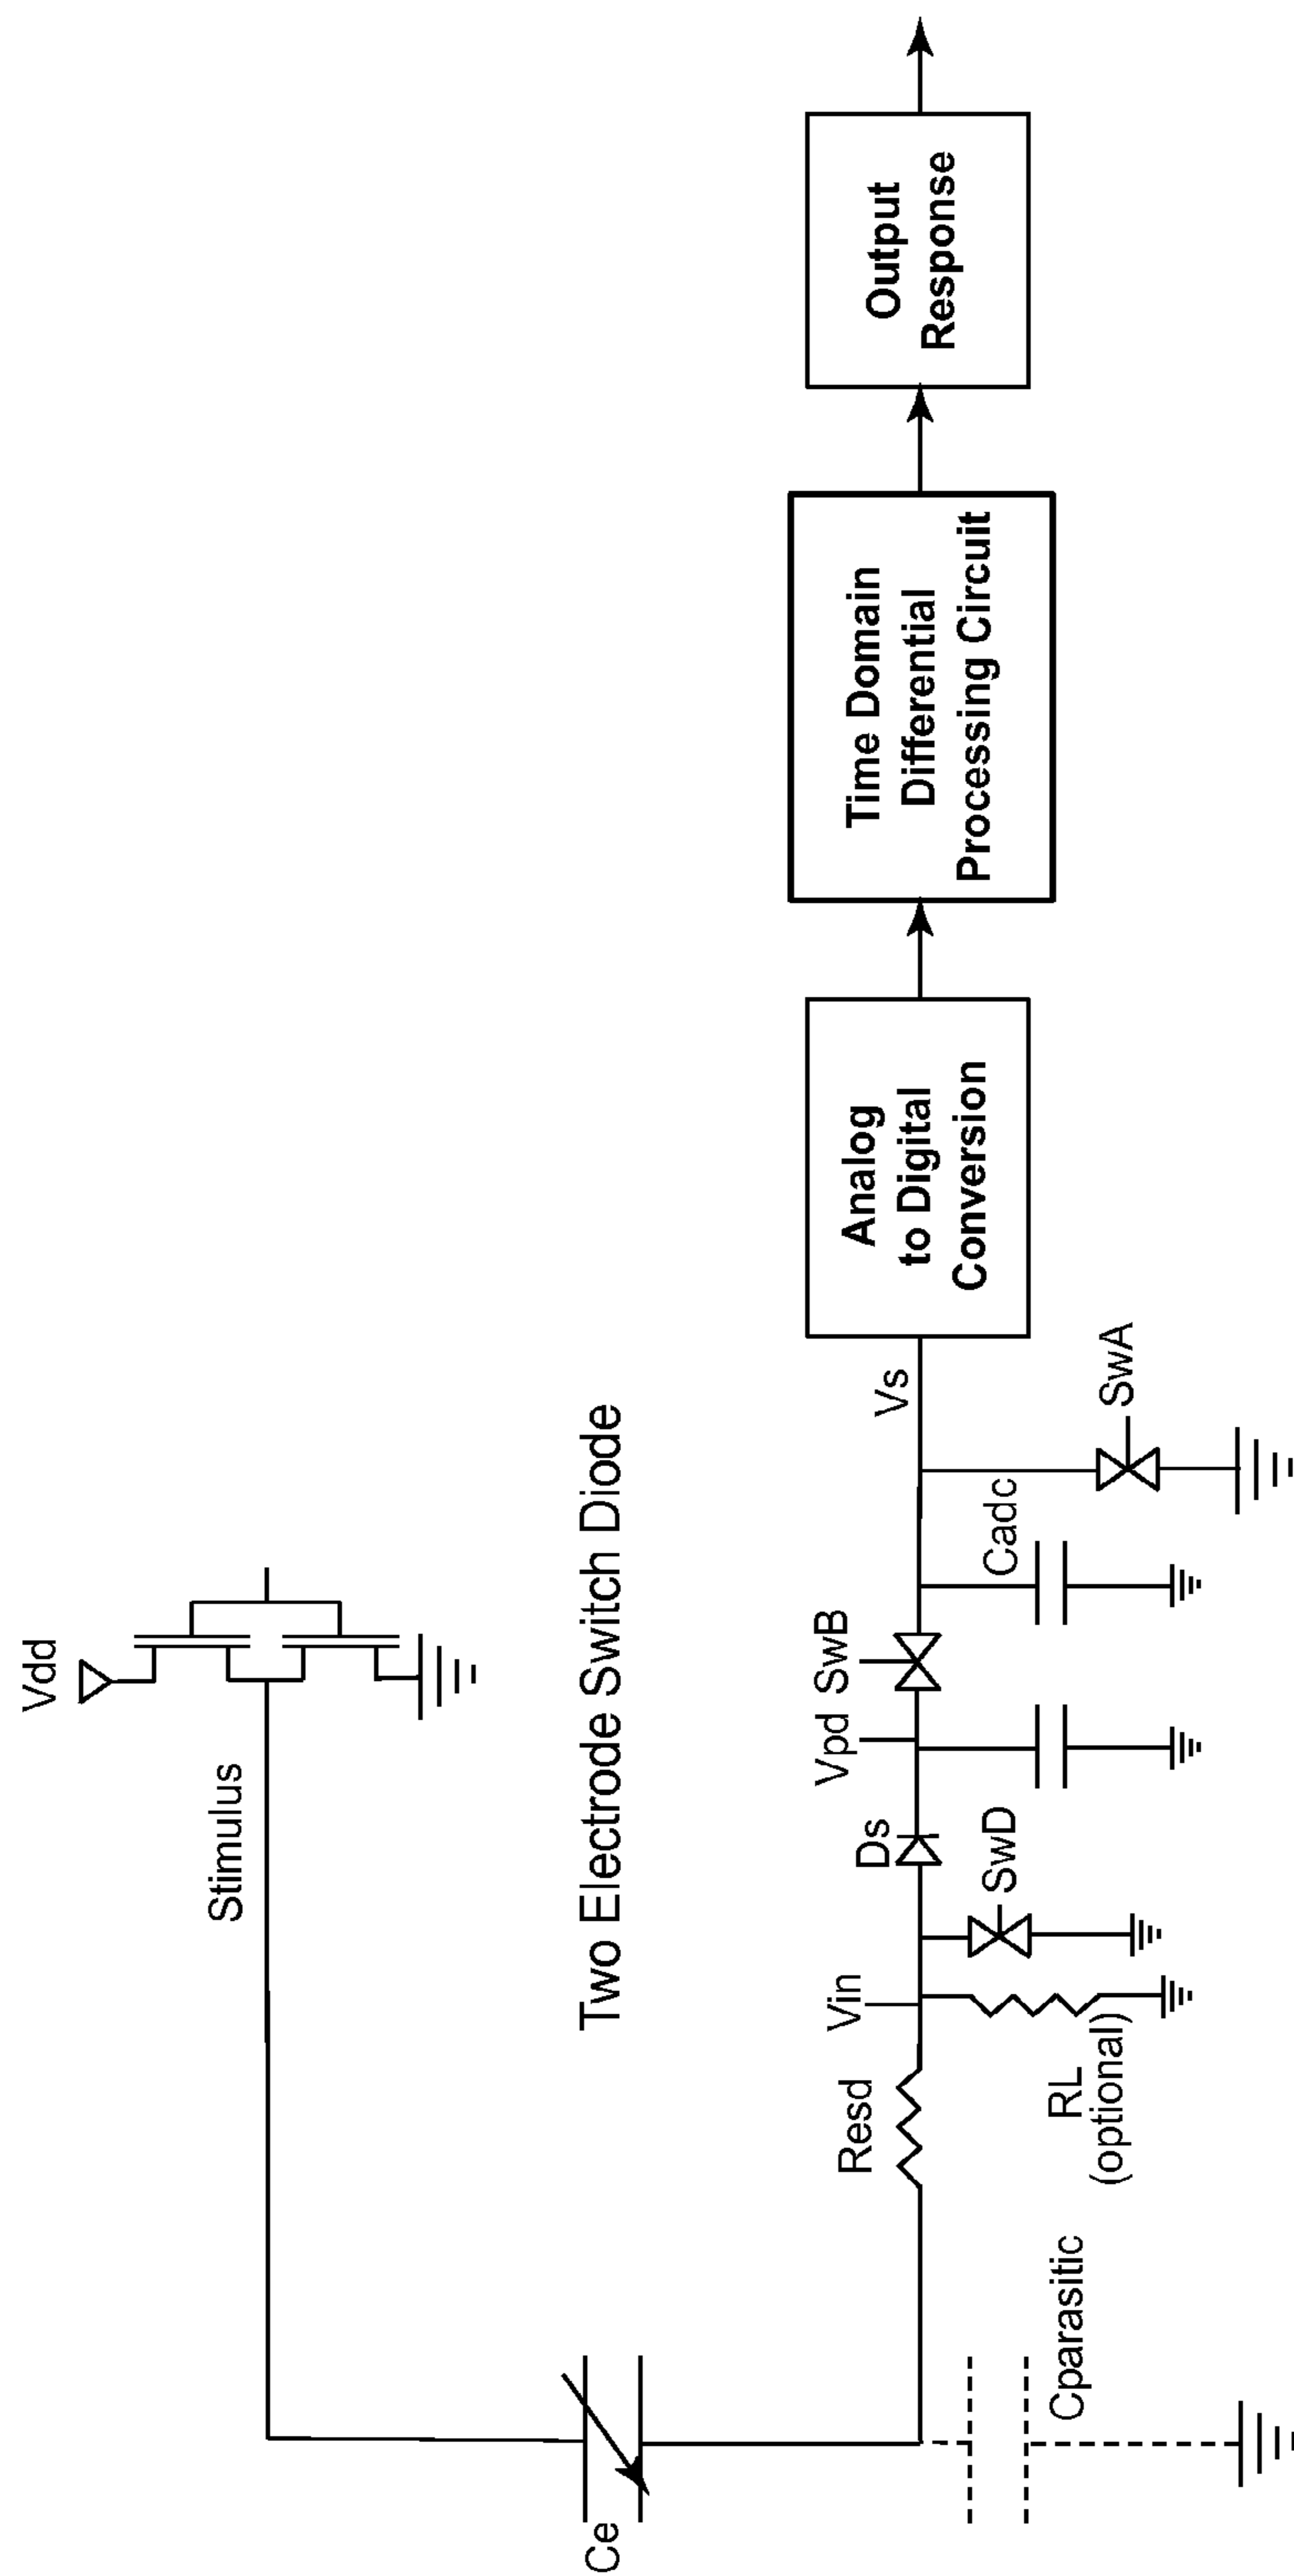 Vdd
Stimulus
Two Electrode Switch Diode
Ce
Cparasitic
Resd
Vin
RL
(optional)
SwD
Ds
Vpd
SwB
Cadc
Vs
SwA
Analog
to Digital
Conversion
Time Domain
Differential
Processing Circuit
Output
Response